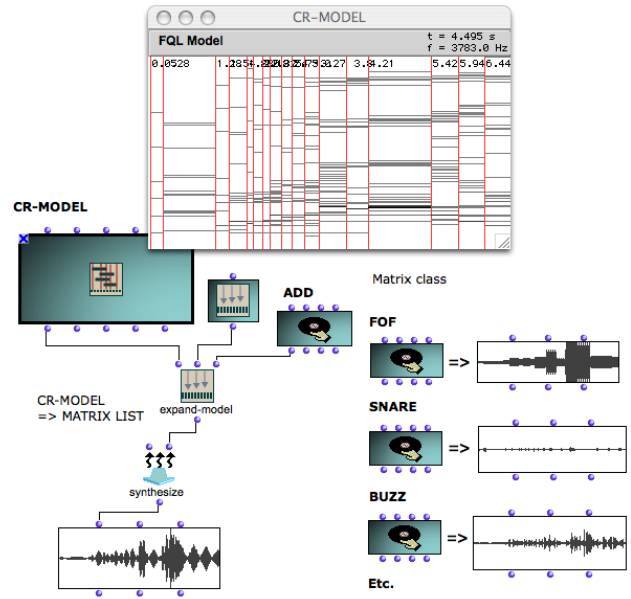 CR-MODEL
FQL Model
t = 4.495 s
f = 3783.0 Hz
0. 0.0528 3.27 4.21 5.42 5.94 6.44
CR-MODEL
ADD
Matrix class
FOF
=>
expand-model
CR-MODEL
=> MATRIX LIST
SNARE
=>
synthesize
BUZZ
=>
Etc.